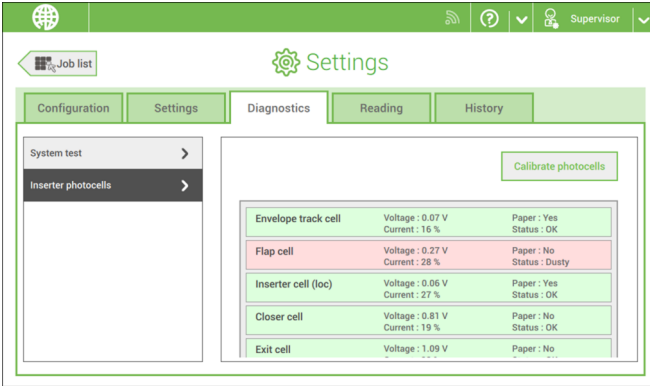 Supervisor
Job list
Settings
Configuration
Settings
Diagnostics
Reading
History
System test
Inserter photocells
Calibrate photocells
Envelope track cell
Voltage : 0.07 V
Paper : Yes
Current : 16 %
Status : OK
Flap cell
Voltage : 0.27 V
Paper : No
Current : 28 %
Status : Dusty
Inserter cell (loc)
Voltage : 0.06 V
Paper : Yes
Current : 27 %
Status : OK
Closer cell
Voltage : 0.81 V
Paper : No
Current : 19 %
Status : OK
Exit cell
Voltage : 1.09 V
Paper : No